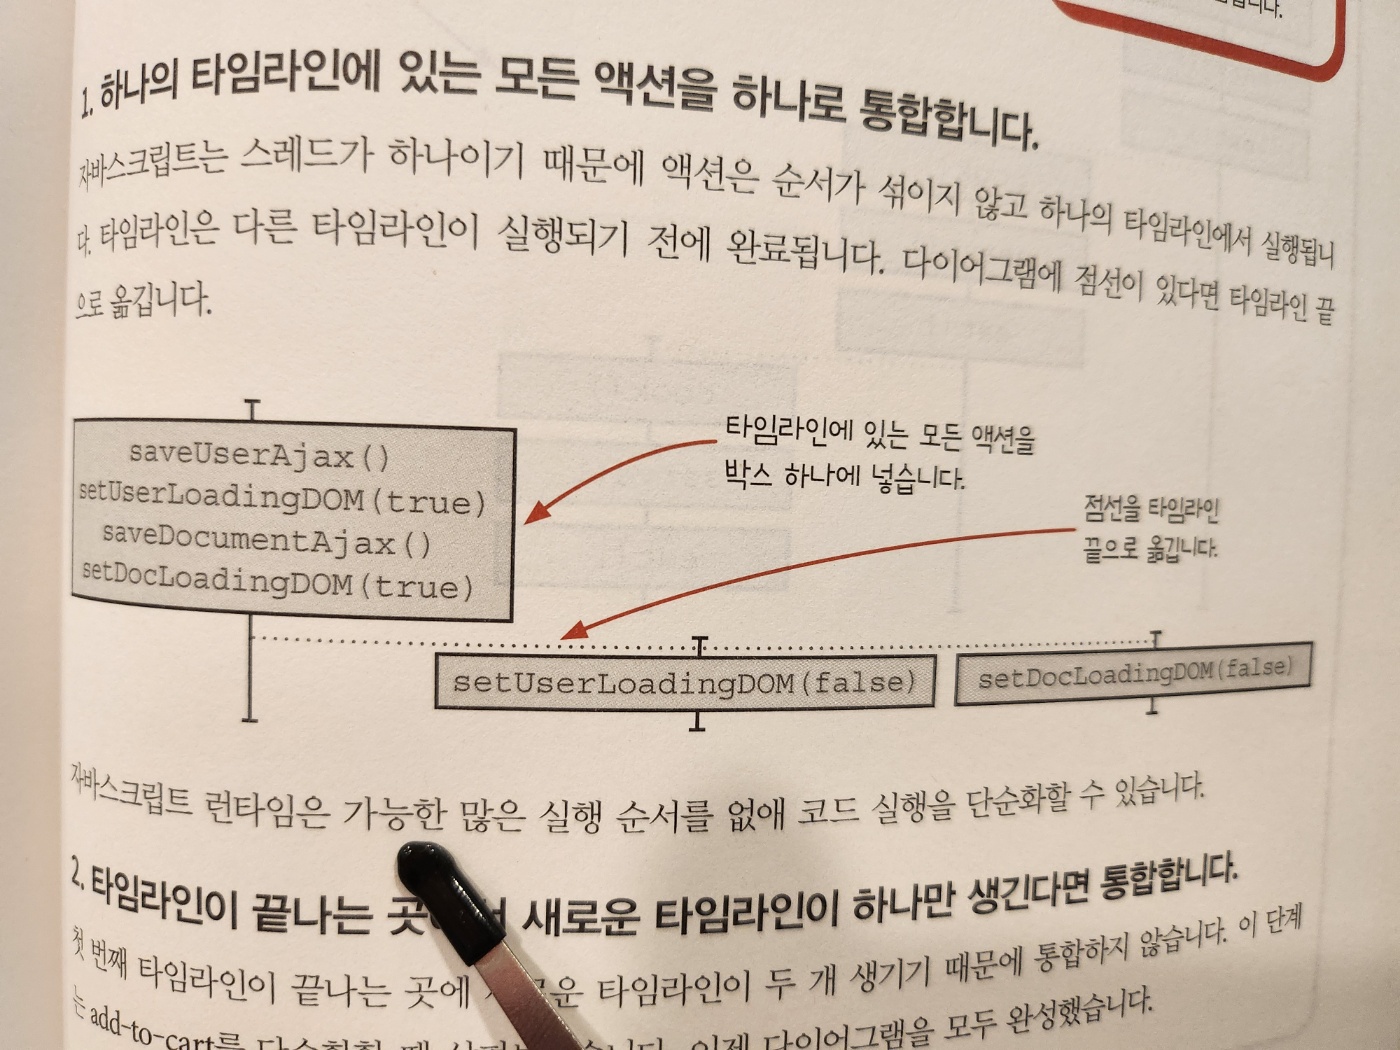 1. 하나의 타임라인에 있는 모든 액션을 하나로 통합합니다.
자바스크립트는 스레드가 하나이기 때문에 액션은 순서가 섞이지 않고 하나의 타임라인에서 실행됩니
다. 타임라인은 다른 타임라인이 실행되기 전에 완료됩니다. 다이어그램에 점선이 있다면 타임라인 끝
으로 옮깁니다.
saveUserAjax()
setUserLoadingDOM(true)
saveDocumentAjax()
setDocLoadingDOM(true)
타임라인에 있는 모든 액션을
박스 하나에 넣습니다.
점선을 타임라인
끝으로 옮깁니다.
setUserLoadingDOM(false)
setDocLoadingDOM(false)
자바스크립트 런타임은 가능한 많은 실행 순서를 없애 코드 실행을 단순화할 수 있습니다.
2. 타임라인이 끝나는 새로운 타임라인이 하나만 생긴다면 통합합니다.
첫 번째 타임라인이 끝나는 곳에 타임라인이 두 개 생기기 때문에 통합하지 않습니다. 이 단계
는 add-to-cart를 이제 다이어그램을 모두 완성했습니다.